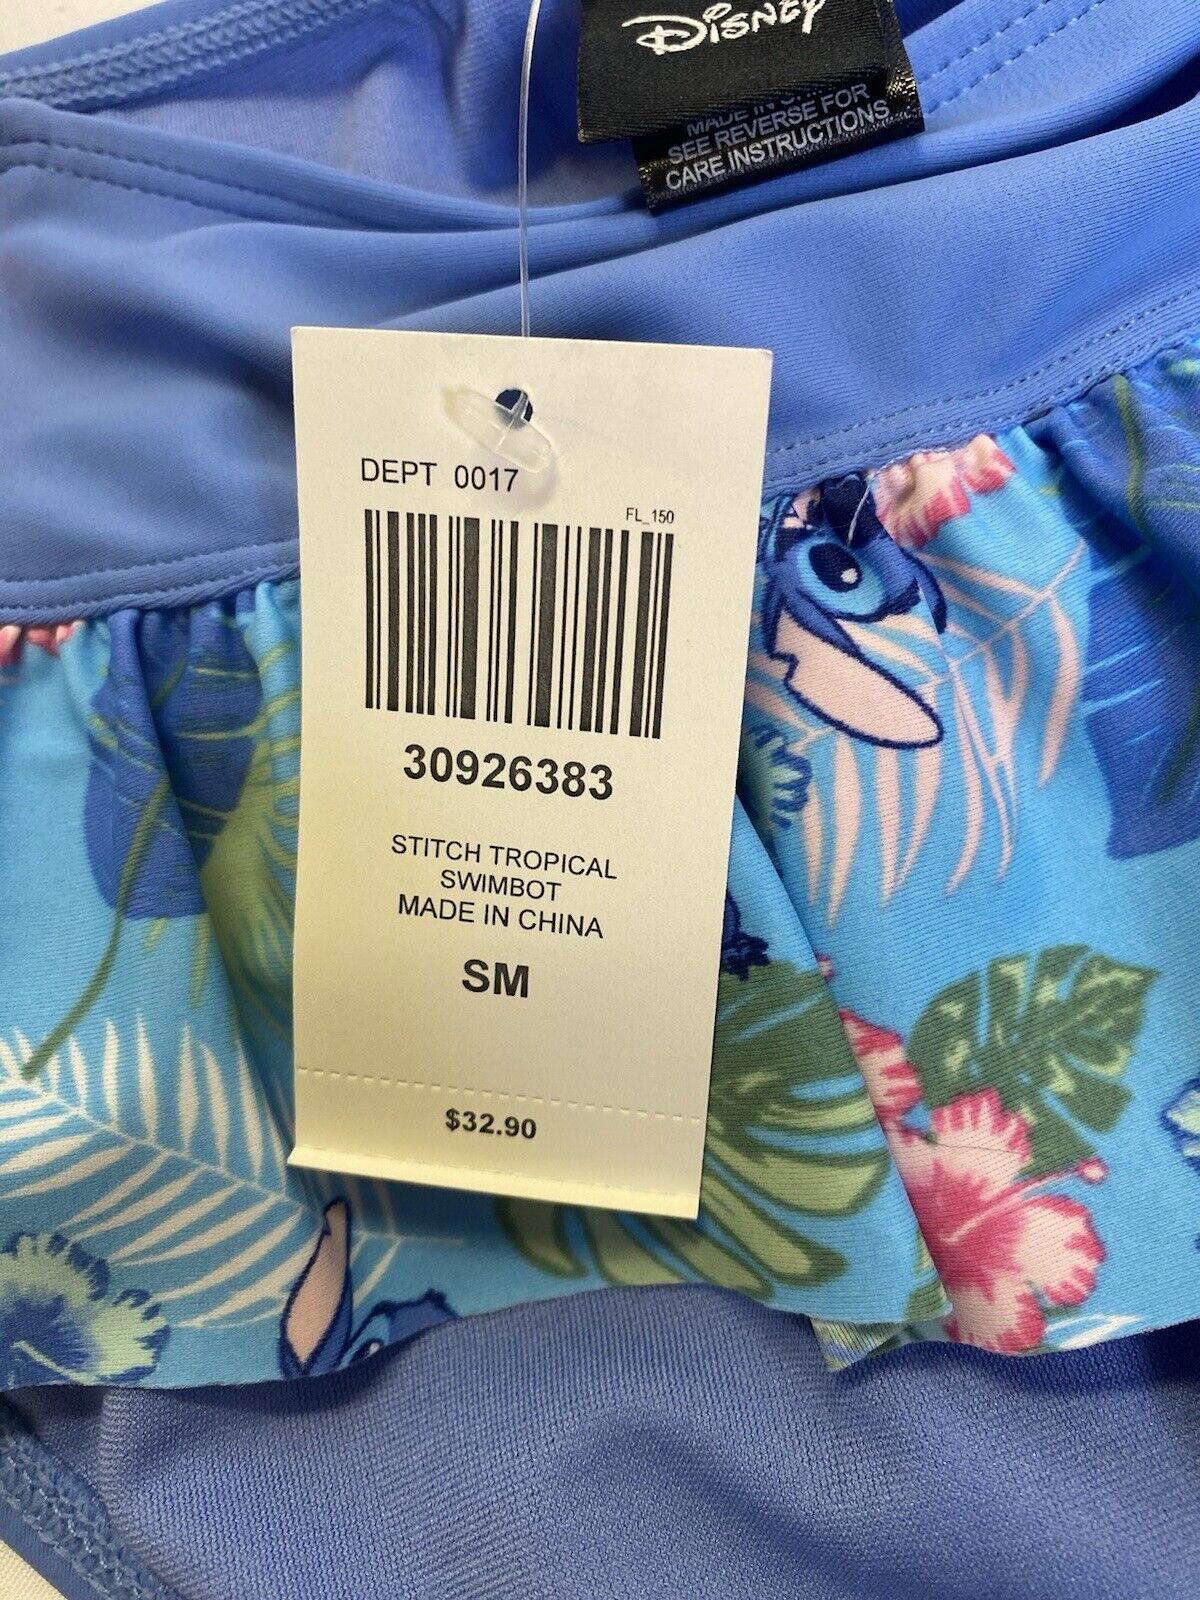 Disney
MADE IN
SEE REVERSE FOR
CARE INSTRUCTIONS
DEPT 0017
FL_150
30926383
STITCH TROPICAL
SWIMBOT
MADE IN CHINA
SM
$32.90